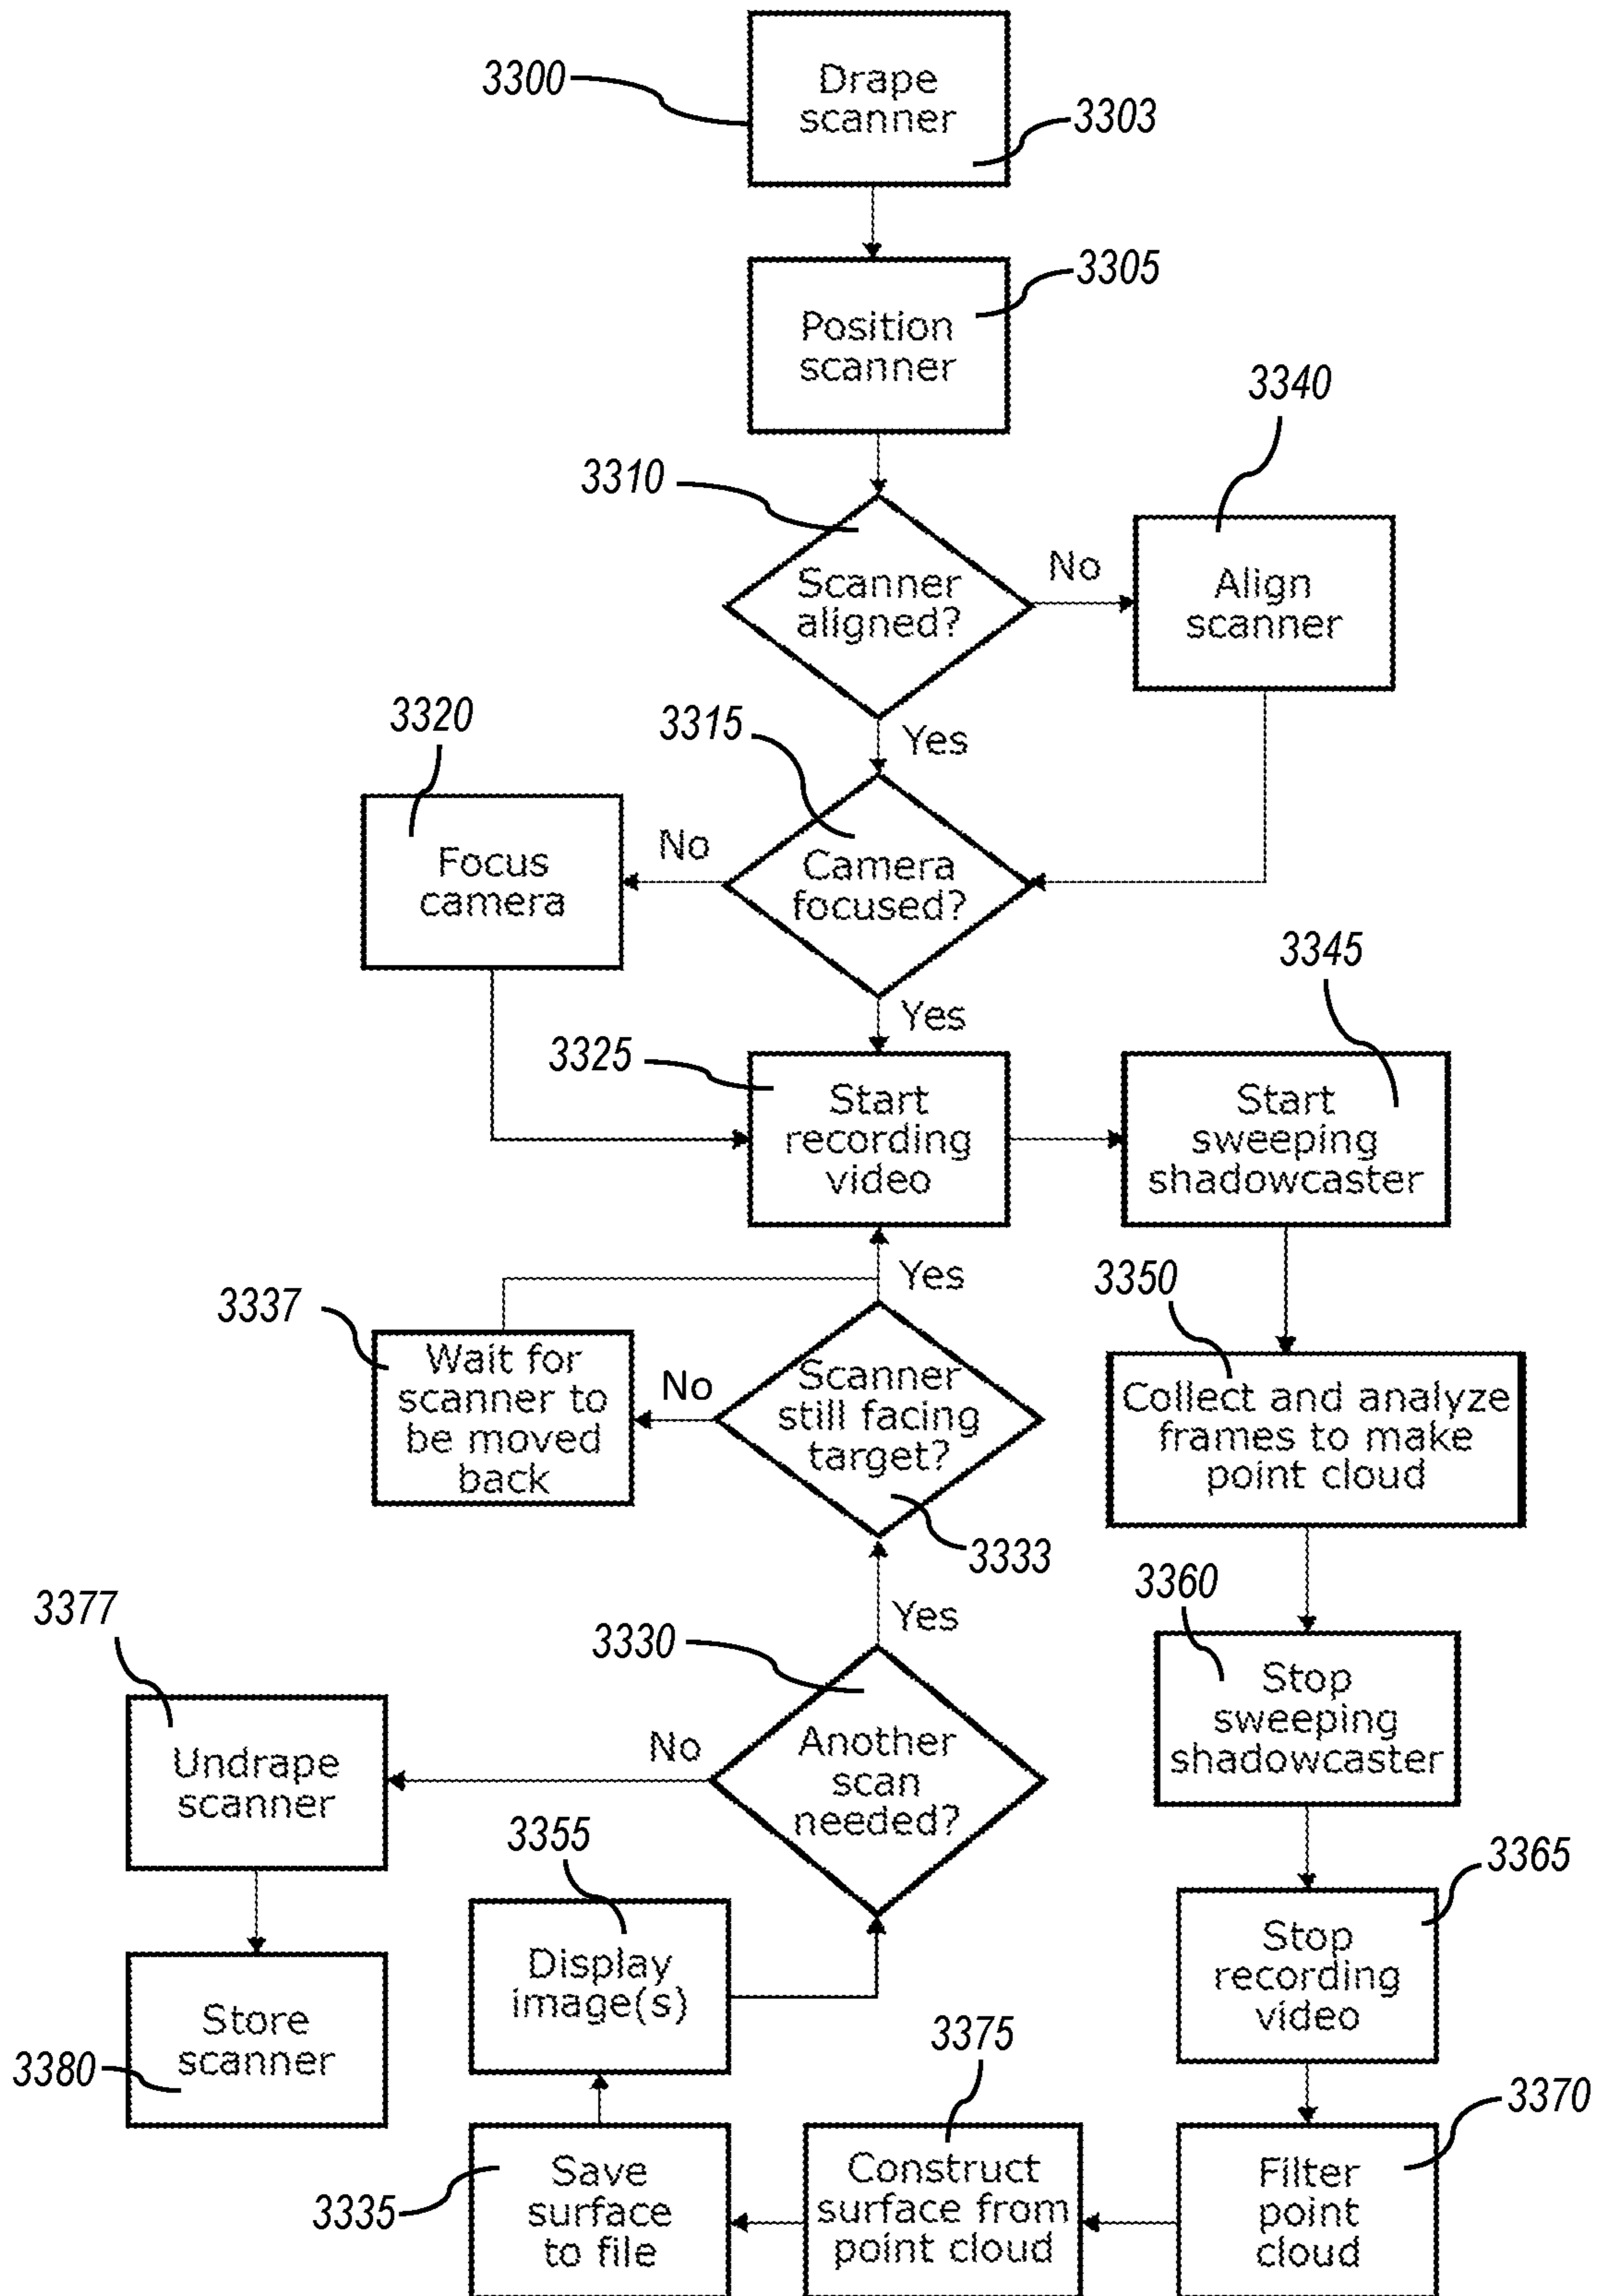 3300
Drape
scanner
3303
3305
Position
scanner
3340
3310
Scanner
aligned?
No
Align
scanner
Yes
3320
3315
Focus
camera
No
Camera
focused?
Yes
3345
3325
Start
recording
video
Start
sweeping
shadowcaster
Yes
3337
Wait for
scanner to
be moved
back
No
Scanner
still facing
target?
3333
3350
Collect and analyze
frames to make
point cloud
Yes
3377
3330
3360
Stop
sweeping
shadowcaster
Undrape
scanner
No
Another
scan
needed?
3355
Display
image(s)
3365
Stop
recording
video
Store
scanner
3380
3375
3370
Save
surface
to file
3335
Construct
surface from
point cloud
Filter
point
cloud